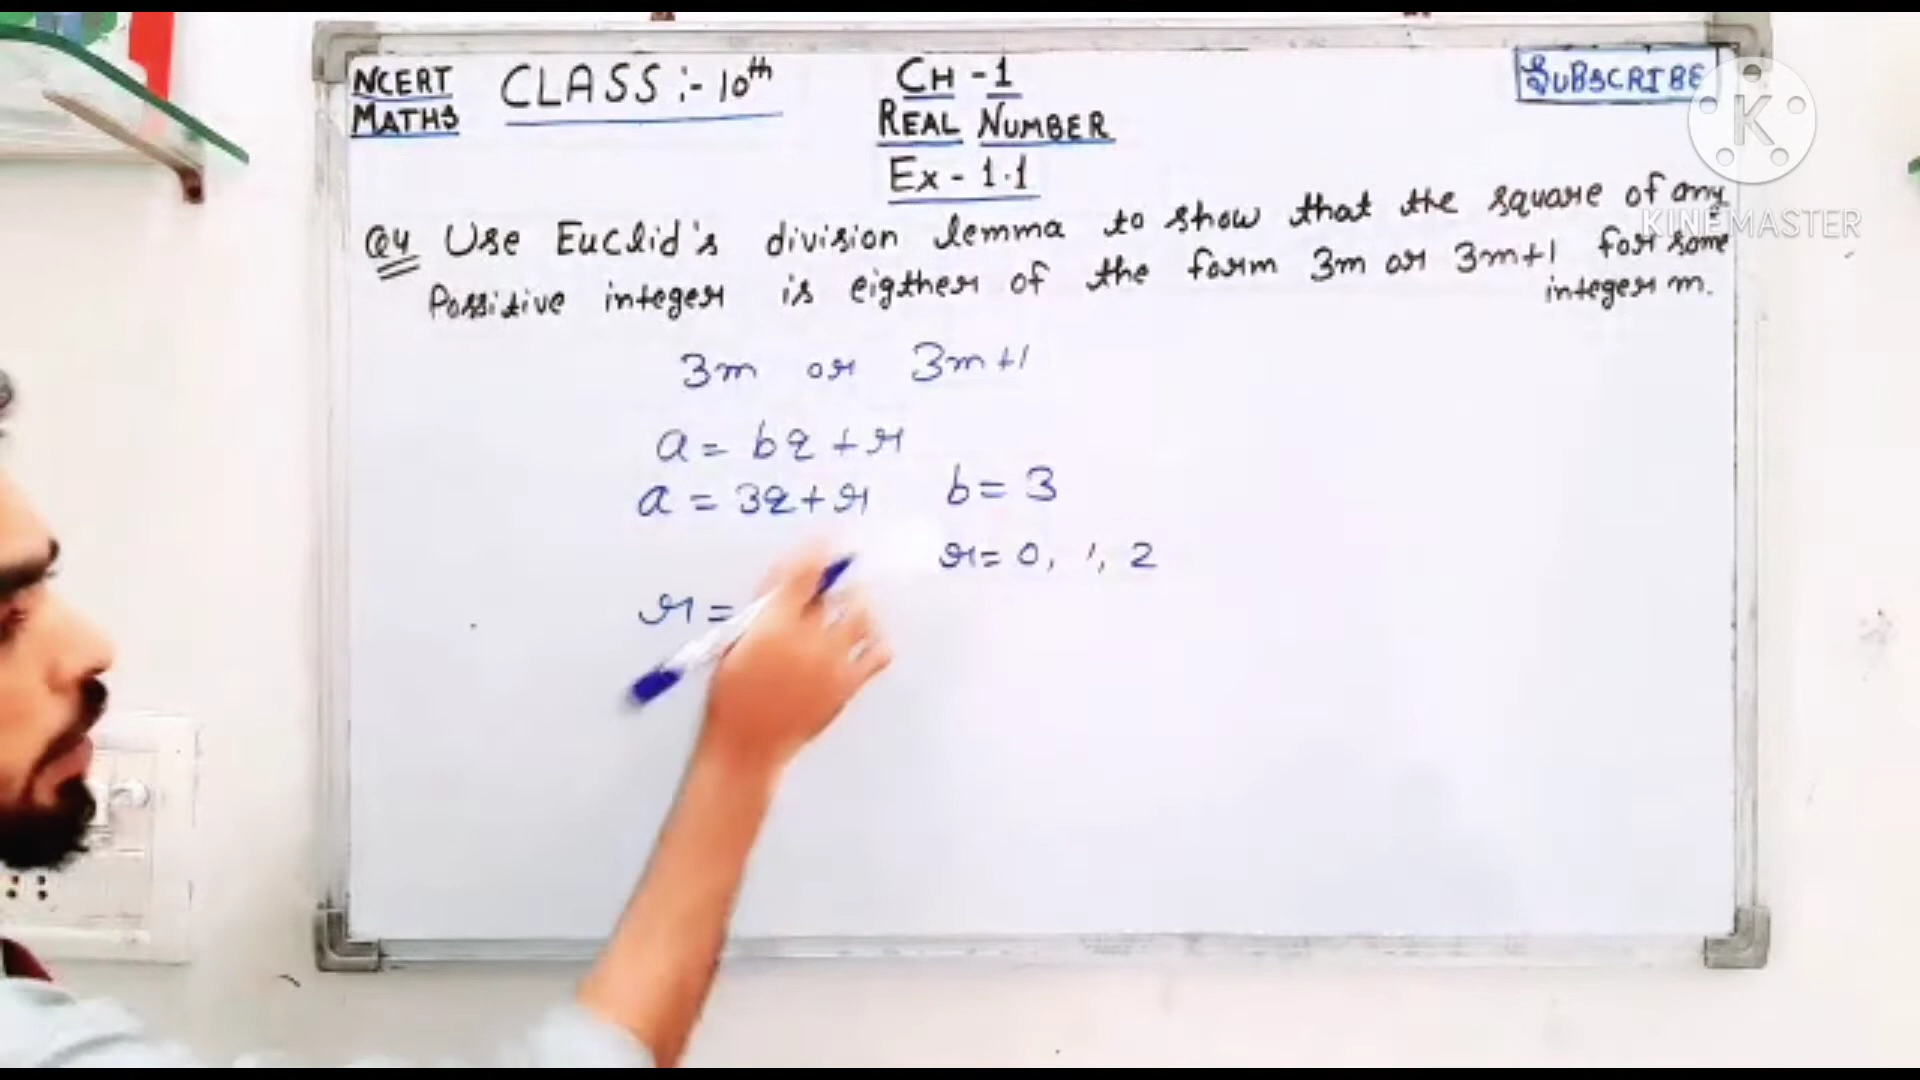 NCERT
MATHS
CLASS :- 10th
CH - 1
REAL NUMBER
Ex - 1.1
SUBSCRIBE
K
KINEMASTER
Q4 Use Euclid's division lemma to show that the square of any
Possitive integer is eigther of the form 3m or 3m+1 for some
integer m.
3m or 3m+1
a = bq + r
a = 3q + r b = 3
r = 0, 1, 2
r =